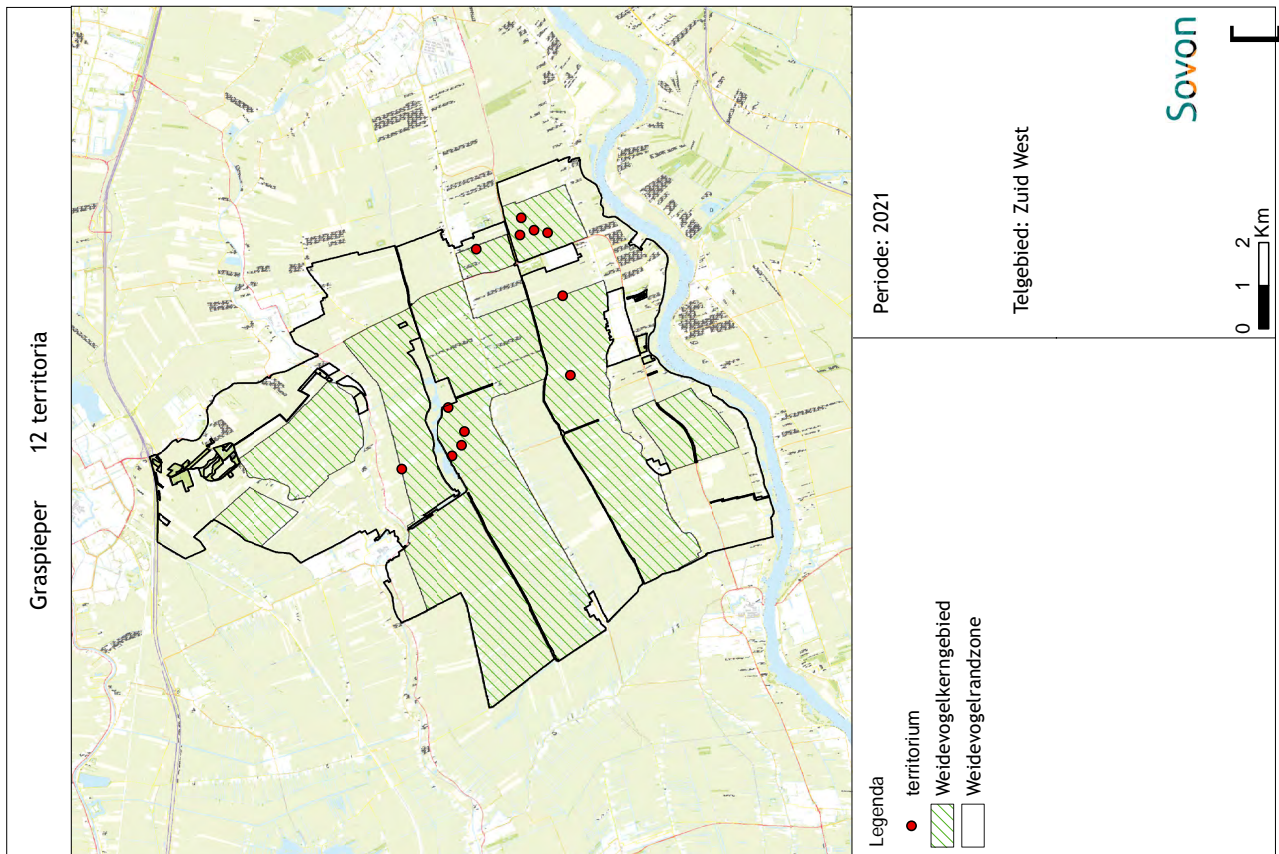 Graspieper 12 territoria
Legenda
territorium
Weidevogelkerngebied
Weidevogelrandzone
Periode: 2021
Telgebied: Zuid West
0 1 2
Km
Sovon